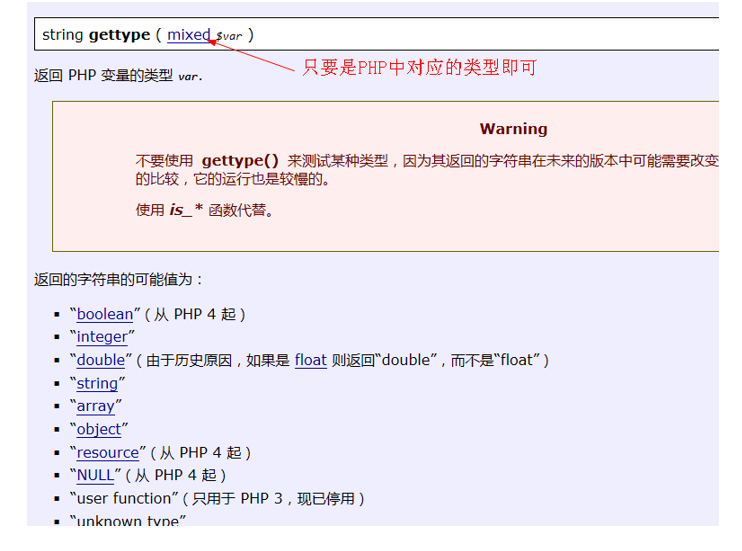 string gettype ( mixed $var )
只要是PHP中对应的类型即可
返回 PHP 变量的类型 var.
Warning
不要使用 gettype() 来测试某种类型，因为其返回的字符串在未来的版本中可能需要改变
的比较，它的运行也是较慢的。
使用 is_* 函数代替。
返回的字符串的可能值为：
▪ “boolean”（从 PHP 4 起）
▪ “integer”
▪ “double”（由于历史原因，如果是 float 则返回“double”，而不是“float”）
▪ “string”
▪ “array”
▪ “object”
▪ “resource”（从 PHP 4 起）
▪ “NULL”（从 PHP 4 起）
▪ “user function”（只用于 PHP 3，现已停用）
▪ “unknown type”